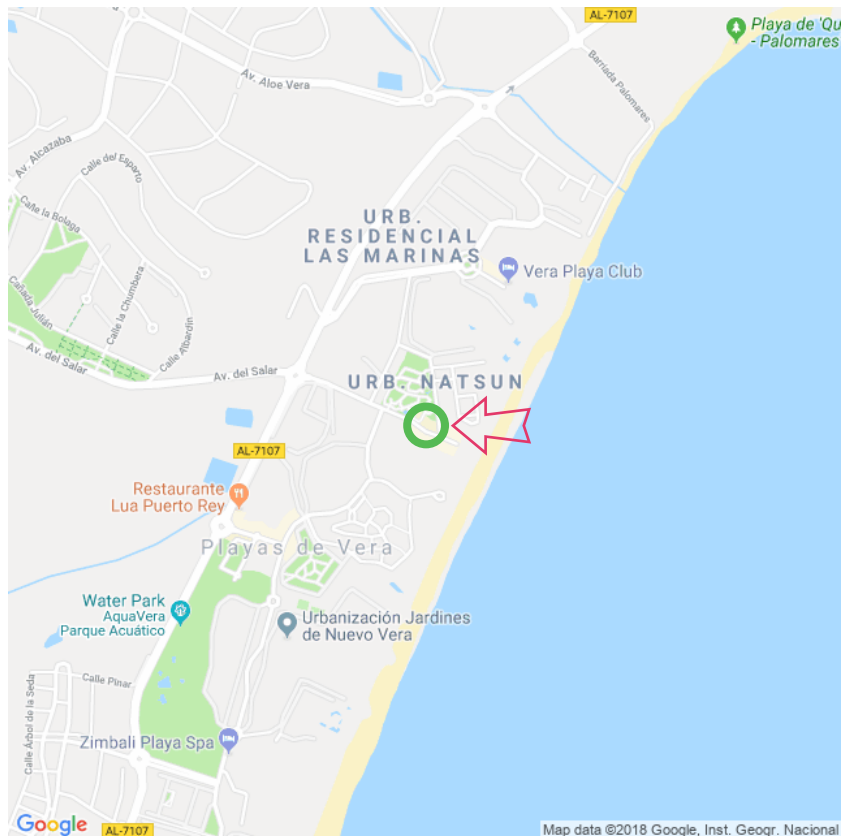 AL-7107
Playa de 'Qu
- Palomares
Av. Aloe Vera
Barriada Palomares
Av. Alcazaba
Calle del Esparto
Calle la Bolaga
URB.
RESIDENCIAL
LAS MARINAS
Vera Playa Club
Cañada Julián
Calle la Chumbera
Calle Albardin
Av. del Salar
Av. del Salar
URB. NATSUN
AL-7107
Restaurante
Lua Puerto Rey
Playas de Vera
Water Park
AquaVera
Parque Acuático
Urbanización Jardines
de Nuevo Vera
Calle Pinar
Calle Árbol de la Seda
Zimbali Playa Spa
Google
AL-7107
Map data ©2018 Google, Inst. Geogr. Nacional